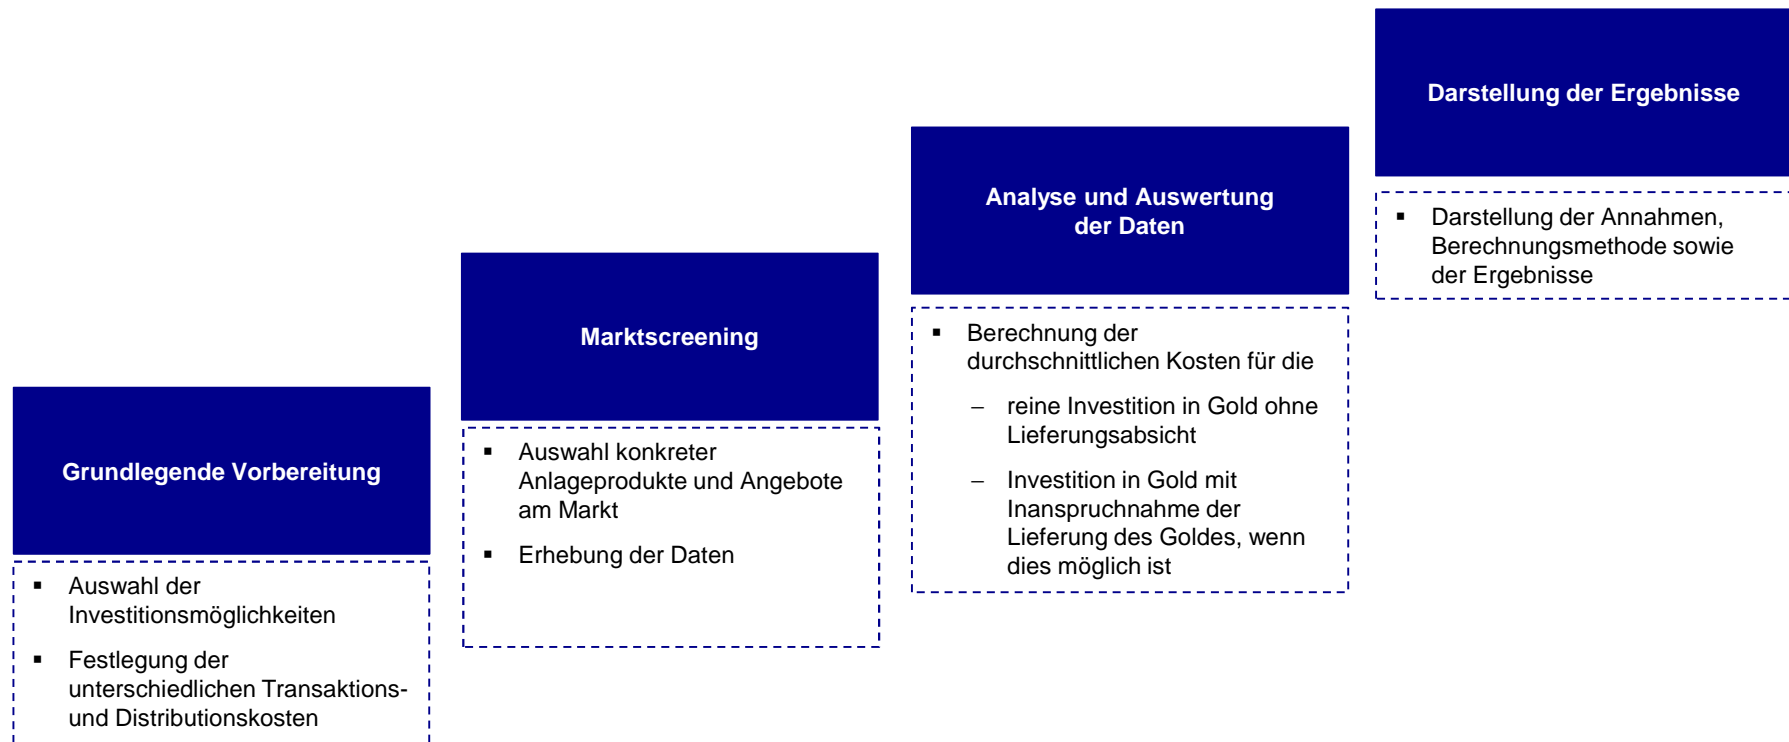 Grundlegende Vorbereitung
▪ Auswahl der
Investitionsmöglichkeiten
▪ Festlegung der
unterschiedlichen Transaktions-
und Distributionskosten
Marktscreening
▪ Auswahl konkreter
Anlageprodukte und Angebote
am Markt
▪ Erhebung der Daten
Analyse und Auswertung
der Daten
▪ Berechnung der
durchschnittlichen Kosten für die
– reine Investition in Gold ohne
Lieferungsabsicht
– Investition in Gold mit
Inanspruchnahme der
Lieferung des Goldes, wenn
dies möglich ist
Darstellung der Ergebnisse
▪ Darstellung der Annahmen,
Berechnungsmethode sowie
der Ergebnisse